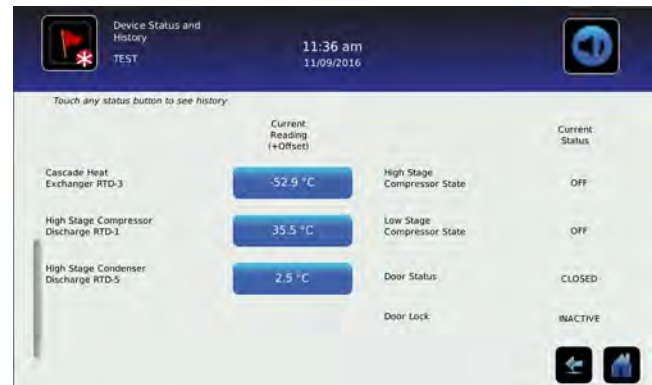 Device Status and
History
TEST
11:36 am
11/09/2016
Touch any status button to see history
Current
Reading
(+Offset)
Current
Status
Cascade Heat
Exchanger RTD-3
-52.9 °C
High Stage
Compressor State
OFF
High Stage Compressor
Discharge RTD-1
35.5 °C
Low Stage
Compressor State
OFF
High Stage Condenser
Discharge RTD-5
2.5 °C
Door Status
CLOSED
Door Lock
INACTIVE